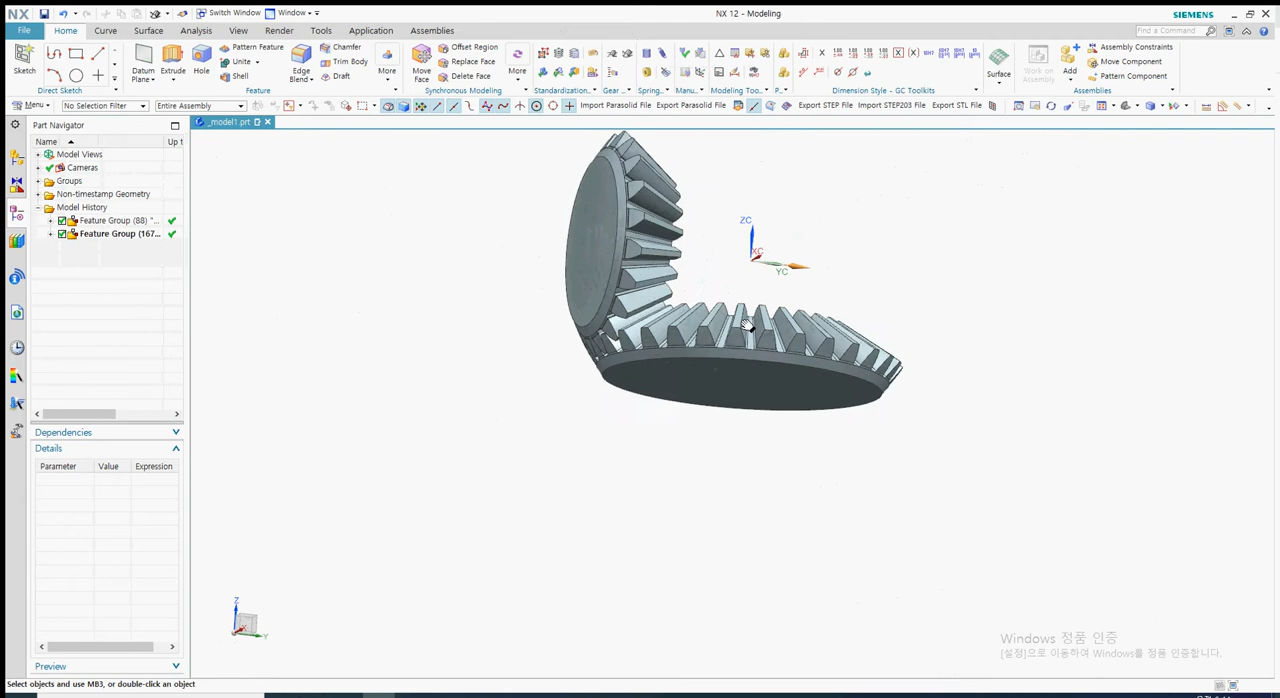 NX
Switch Window
Window
NX 12 - Modeling
SIEMENS
File
Home
Curve
Surface
Analysis
View
Render
Tools
Application
Assemblies
Find a Command
Sketch
Direct Sketch
Datum Plane
Extrude
Hole
Pattern Feature
Unite
Shell
Edge Blend
Chamfer
Trim Body
Draft
More
Feature
Move Face
Offset Region
Replace Face
Delete Face
More
Synchronous Modeling
Standardization...
Gear ...
Spring...
Manu...
Modeling Too...
P...
Dimension Style - GC Toolkits
Surface
Work on Assembly
Add
Assembly Constraints
Move Component
Pattern Component
Assemblies
Menu
No Selection Filter
Entire Assembly
Import Parasolid File
Export Parasolid File
Export STEP File
Import STEP203 File
Export STL File
Part Navigator
_model1.prt
Name
Up t
Model Views
Cameras
Groups
Non-timestamp Geometry
Model History
Feature Group (88) "...
Feature Group (167...
Dependencies
Details
Parameter
Value
Expression
Preview
ZC
XC
YC
Z
X
Y
Windows 정품 인증
[설정]으로 이동하여 Windows를 정품 인증합니다.
Select objects and use MB3, or double-click an object